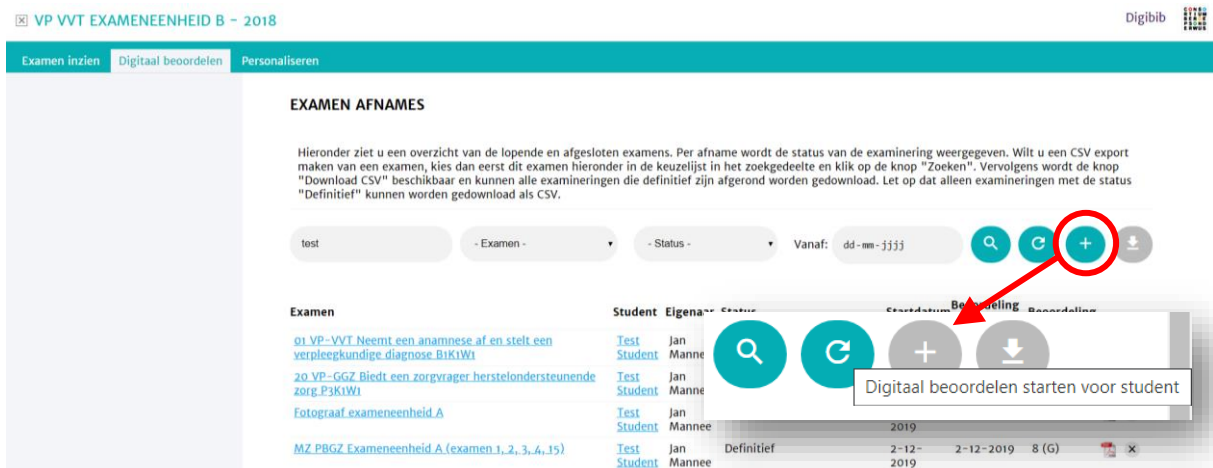 VP VVT EXAMENEENHEID B - 2018
Digibib
Examen inzien
Digitaal beoordelen
Personaliseren
EXAMEN AFNAMES
Hieronder ziet u een overzicht van de lopende en afgesloten examens. Per afname wordt de status van de examinering weergegeven. Wilt u een CSV export
maken van een examen, kies dan eerst dit examen hieronder in de keuzelijst in het zoekgedeelte en klik op de knop "Zoeken". Vervolgens wordt de knop
"Download CSV" beschikbaar en kunnen alle examineringen die definitief zijn afgerond worden gedownload. Let op dat alleen examineringen met de status
"Definitief" kunnen worden gedownload als CSV.
test
- Examen -
- Status -
Vanaf:
dd-mm-jjjj
Examen
Student
Eigenaar
Status
Startdatum
Beoordeling
01 VP-VVT Neemt een anamnese af en stelt een
verpleegkundige diagnose B1K1W1
Test
Student
Jan
Manne
20 VP-GGZ Biedt een zorgvrager herstelondersteunende
zorg P3K1W1
Test
Student
Jan
Manne
Digitaal beoordelen starten voor student
Fotograaf exameneenheid A
Test
Student
Jan
Mannee
2019
MZ PBGZ Exameneenheid A (examen 1, 2, 3, 4, 15)
Test
Student
Jan
Mannee
Definitief
2-12-
2019
2-12-2019
8 (G)